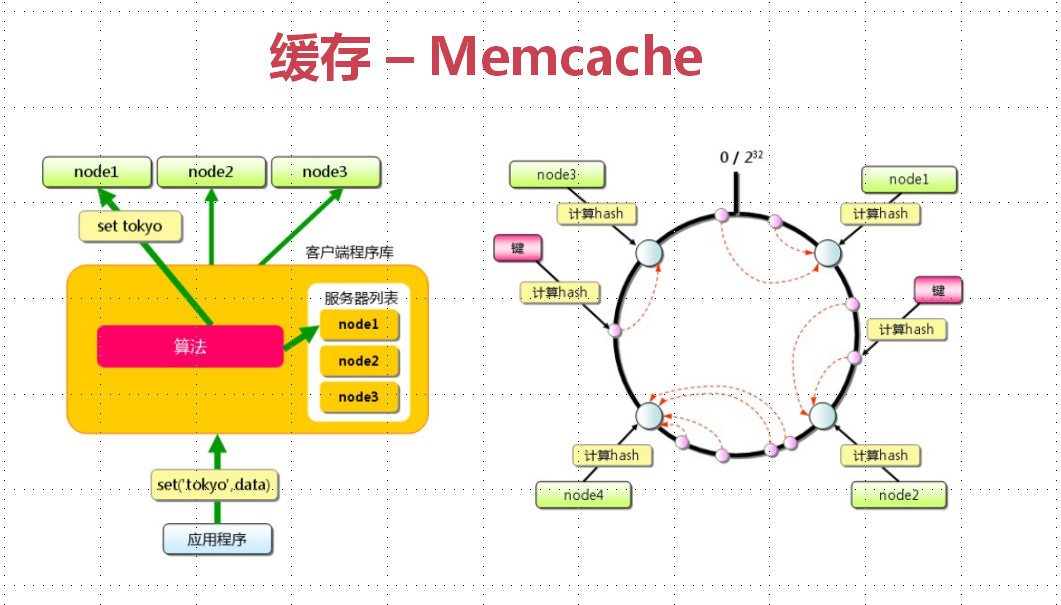 缓存 – Memcache
node1
node2
node3
set tokyo
客户端程序库
服务器列表
算法
node1
node2
node3
set('tokyo',data).
应用程序
0 / 2³²
node3
node1
计算hash
计算hash
键
键
计算hash
计算hash
计算hash
计算hash
node4
node2